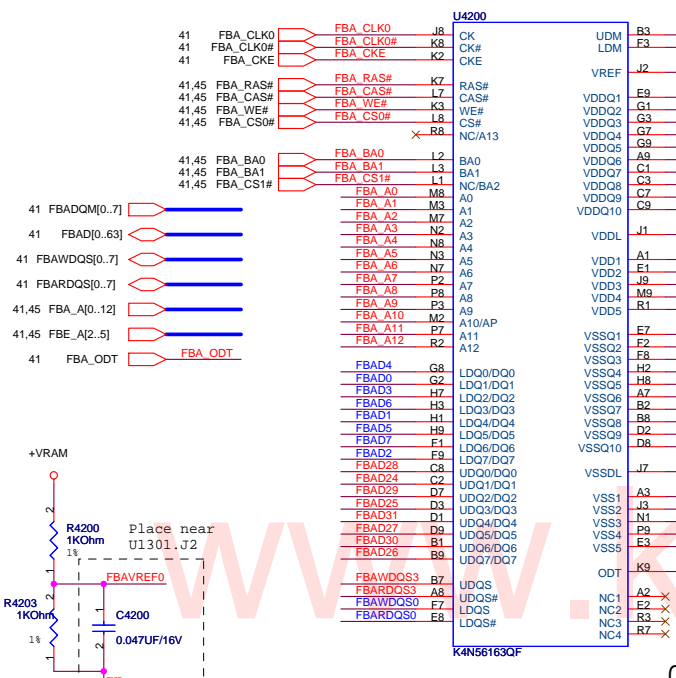 U4200
41 FBA_CLK0 FBA_CLK0 J8 CK UDM B3
41 FBA_CLK0# FBA_CLK0# K8 CK# LDM F3
41 FBA_CKE FBA_CKE K2 CKE
VREF J2
41,45 FBA_RAS# FBA_RAS# K7 RAS#
41,45 FBA_CAS# FBA_CAS# L7 CAS# VDDQ1 E9
41,45 FBA_WE# FBA_WE# K3 WE# VDDQ2 G1
41,45 FBA_CS0# FBA_CS0# L8 CS# VDDQ3 G3
R8 NC/A13 VDDQ4 G7
VDDQ5 G9
41,45 FBA_BA0 FBA_BA0 L2 BA0 VDDQ6 A9
41,45 FBA_BA1 FBA_BA1 L3 BA1 VDDQ7 C1
41,45 FBA_CS1# FBA_CS1# L1 NC/BA2 VDDQ8 C3
FBA_A0 M8 A0 VDDQ9 C7
41 FBADQM[0..7] FBA_A1 M3 A1 VDDQ10 C9
FBA_A2 M7 A2
41 FBAD[0..63] FBA_A3 N2 A3 VDDL J1
FBA_A4 N8 A4
41 FBAWDQS[0..7] FBA_A5 N3 A5 VDD1 A1
FBA_A6 N7 A6 VDD2 E1
41 FBARDQS[0..7] FBA_A7 P2 A7 VDD3 J9
FBA_A8 P8 A8 VDD4 M9
41,45 FBA_A[0..12] FBA_A9 P3 A9 VDD5 R1
FBA_A10 M2 A10/AP
41,45 FBE_A[2..5] FBA_A11 P7 A11 VSSQ1 E7
FBA_A12 R2 A12 VSSQ2 F2
41 FBA_ODT FBA_ODT VSSQ3 F8
FBAD4 G8 LDQ0/DQ0 VSSQ4 H2
FBAD0 G2 LDQ1/DQ1 VSSQ5 H8
FBAD3 H7 LDQ2/DQ2 VSSQ6 A7
FBAD6 H3 LDQ3/DQ3 VSSQ7 B2
FBAD1 H1 LDQ4/DQ4 VSSQ8 B8
FBAD5 H9 LDQ5/DQ5 VSSQ9 D2
FBAD7 F1 LDQ6/DQ6 VSSQ10 D8
FBAD2 F9 LDQ7/DQ7
FBAD28 C8 UDQ0/DQ0 VSSDL J7
FBAD24 C2 UDQ1/DQ1
FBAD29 D7 UDQ2/DQ2 VSS1 A3
FBAD25 D3 UDQ3/DQ3 VSS2 J3
FBAD31 D1 UDQ4/DQ4 VSS3 N1
FBAD27 D9 UDQ5/DQ5 VSS4 P9
FBAD30 B1 UDQ6/DQ6 VSS5 E3
FBAD26 B9 UDQ7/DQ7
ODT K9
FBAWDQS3 B7 UDQS
FBARDQS3 A8 UDQS# NC1 A2
FBAWDQS0 F7 LDQS NC2 E2
FBARDQS0 E8 LDQS# NC3 R3
NC4 R7
K4N56163QF
+VRAM
2
R4200
1KOhm
1%
1
Place near
U1301.J2
FBAVREF0
R4203
1KOhm
1%
2
1
1
C4200
0.047UF/16V
2
www.k